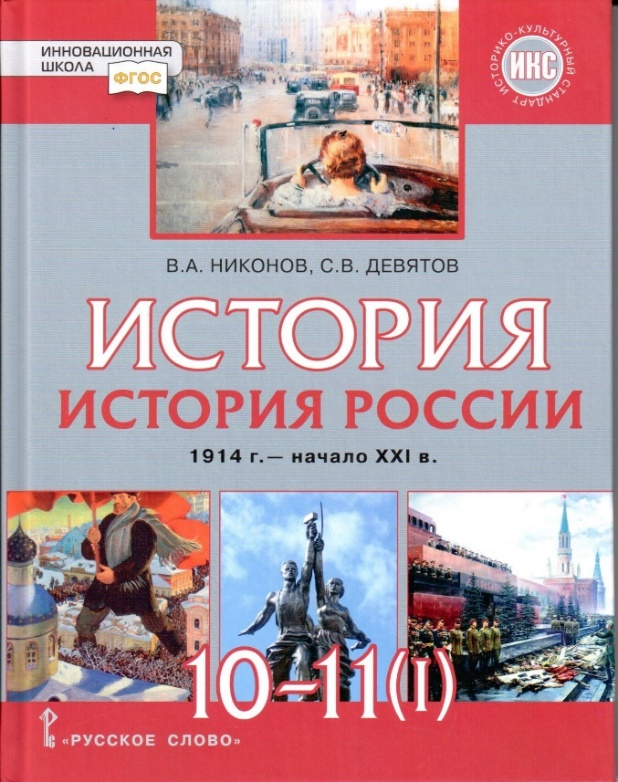 ИННОВАЦИОННАЯ
ШКОЛА
ФГОС
ИСТОРИКО-КУЛЬТУРНЫЙ СТАНДАРТ
ИКС
В.А. НИКОНОВ, С.В. ДЕВЯТОВ
ИСТОРИЯ
ИСТОРИЯ РОССИИ
1914 г. — начало XXI в.
10–11(I)
«РУССКОЕ СЛОВО»